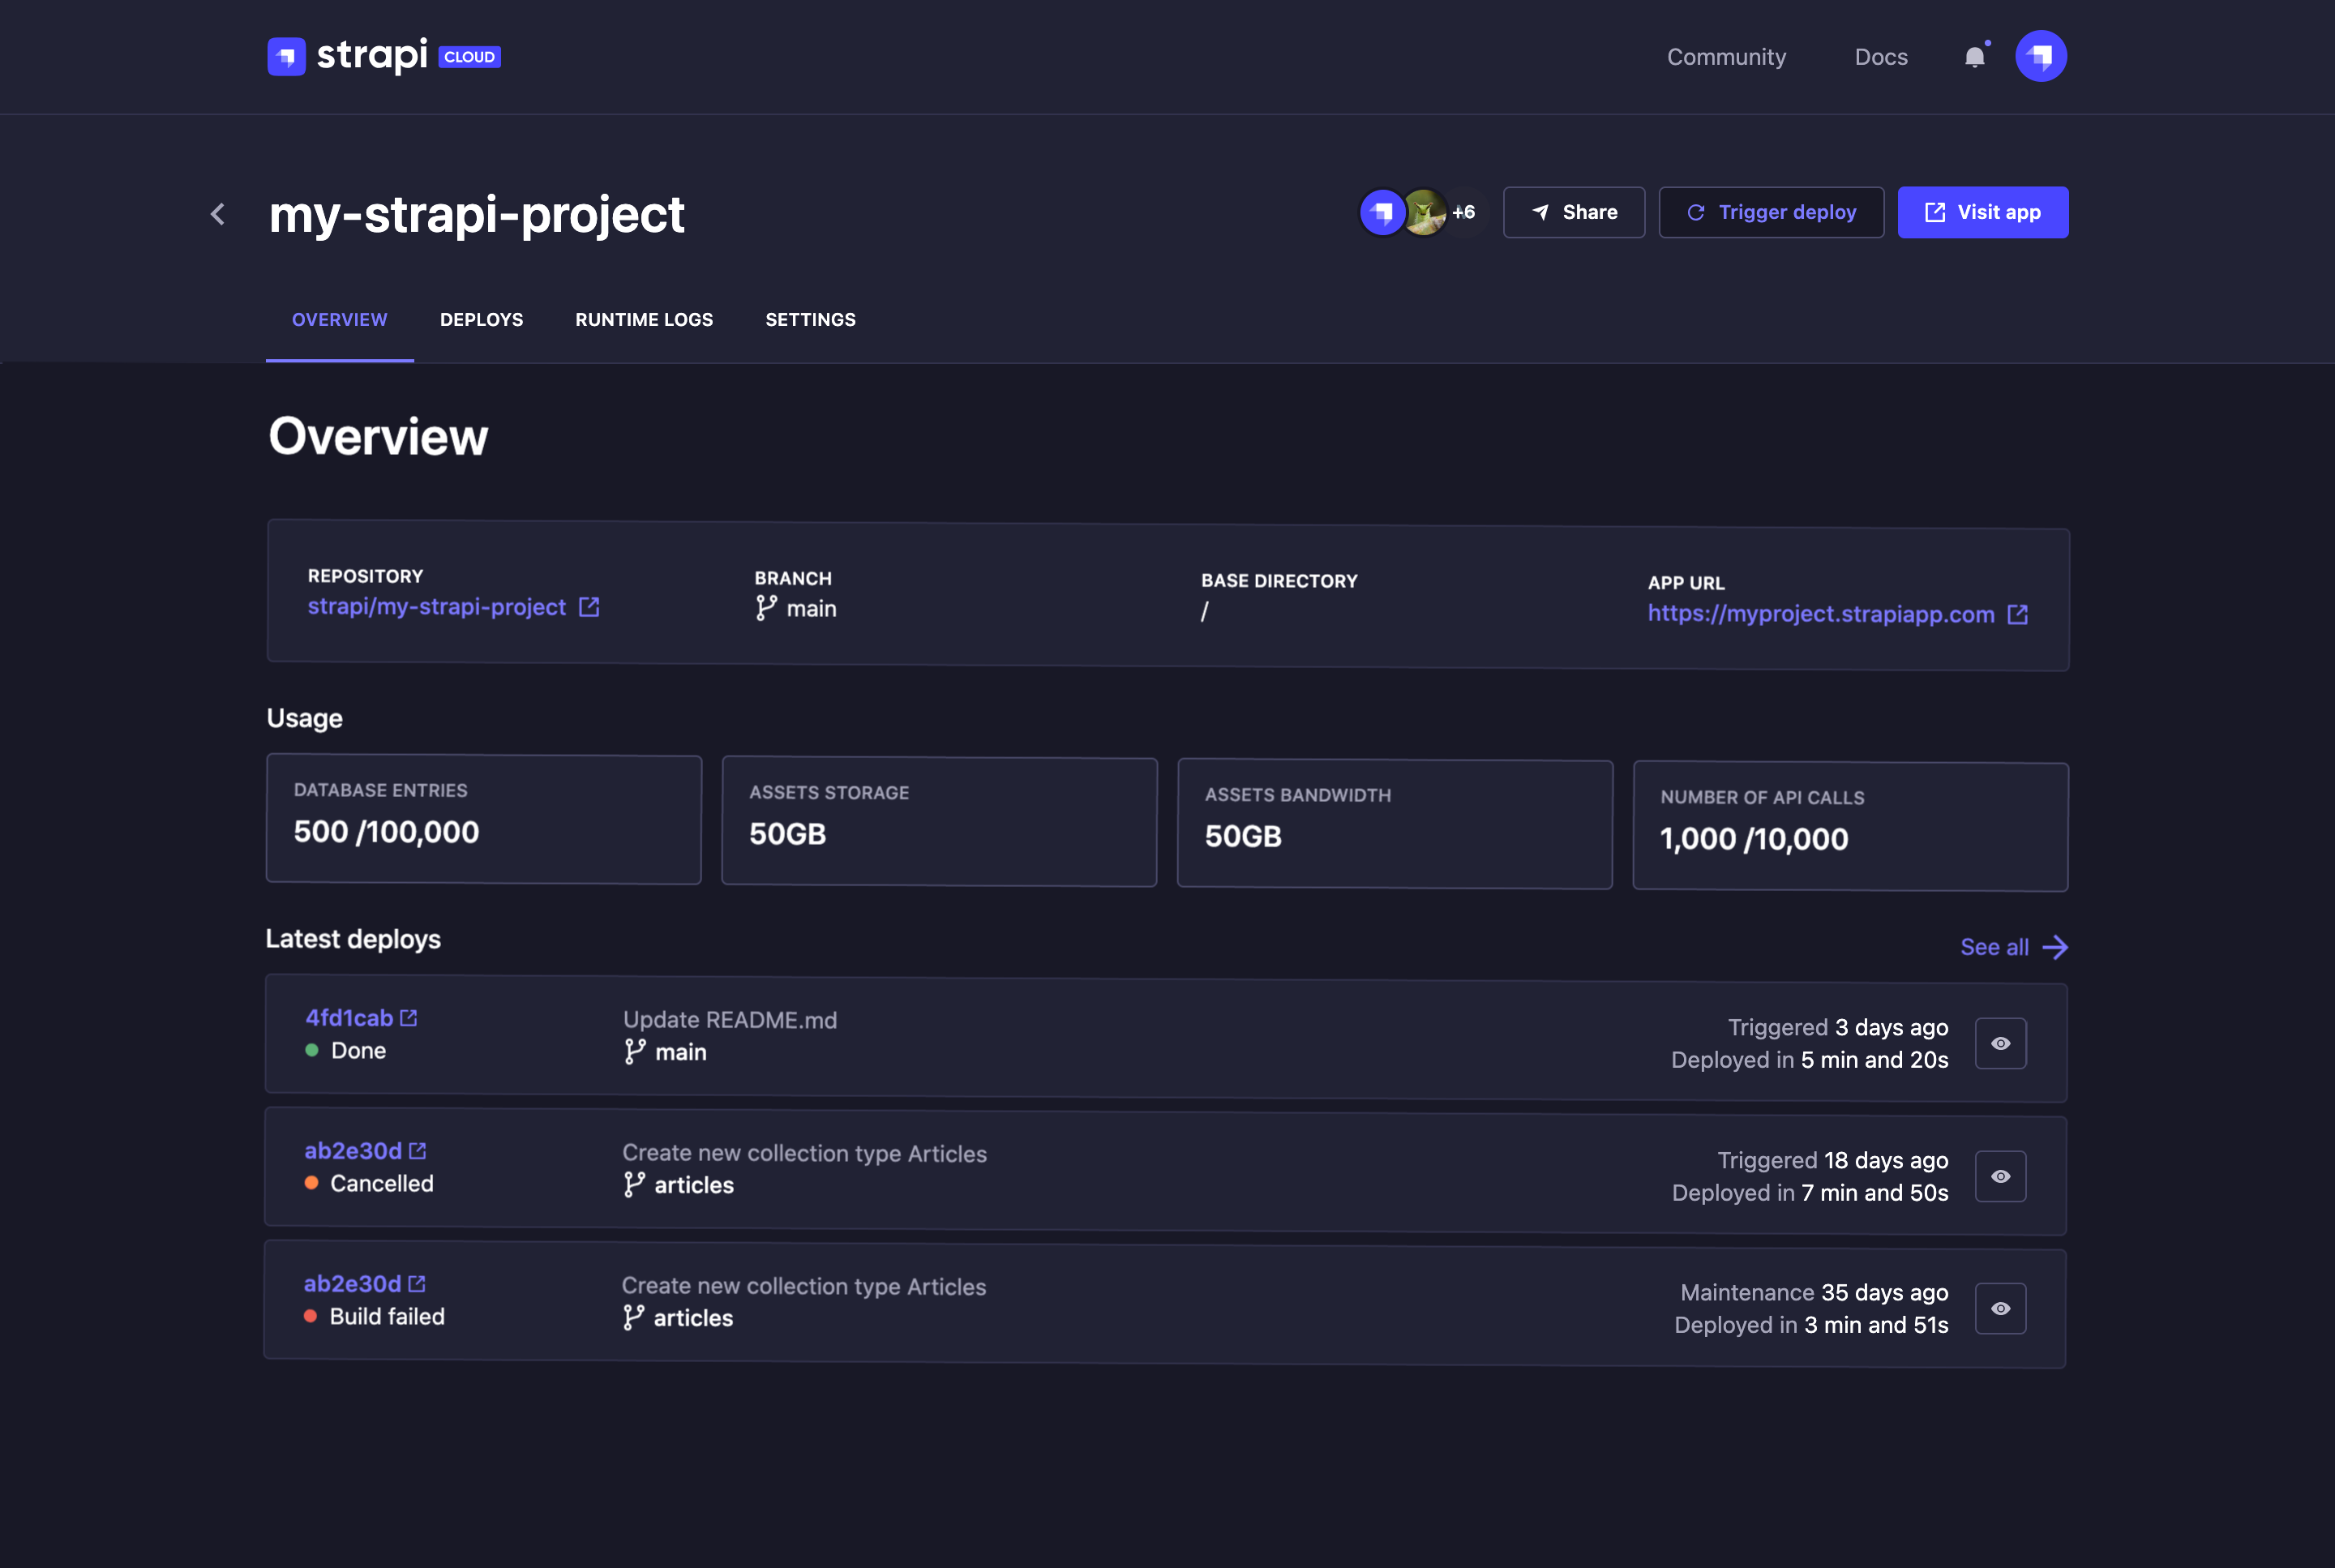 strapi CLOUD
Community Docs
my-strapi-project
+6 Share Trigger deploy Visit app
OVERVIEW DEPLOYS RUNTIME LOGS SETTINGS
Overview
REPOSITORY
strapi/my-strapi-project
BRANCH
main
BASE DIRECTORY
/
APP URL
https://myproject.strapiapp.com
Usage
DATABASE ENTRIES
500 /100,000
ASSETS STORAGE
50GB
ASSETS BANDWIDTH
50GB
NUMBER OF API CALLS
1,000 /10,000
Latest deploys
See all
4fd1cab
Done
Update README.md
main
Triggered 3 days ago
Deployed in 5 min and 20s
ab2e30d
Cancelled
Create new collection type Articles
articles
Triggered 18 days ago
Deployed in 7 min and 50s
ab2e30d
Build failed
Create new collection type Articles
articles
Maintenance 35 days ago
Deployed in 3 min and 51s